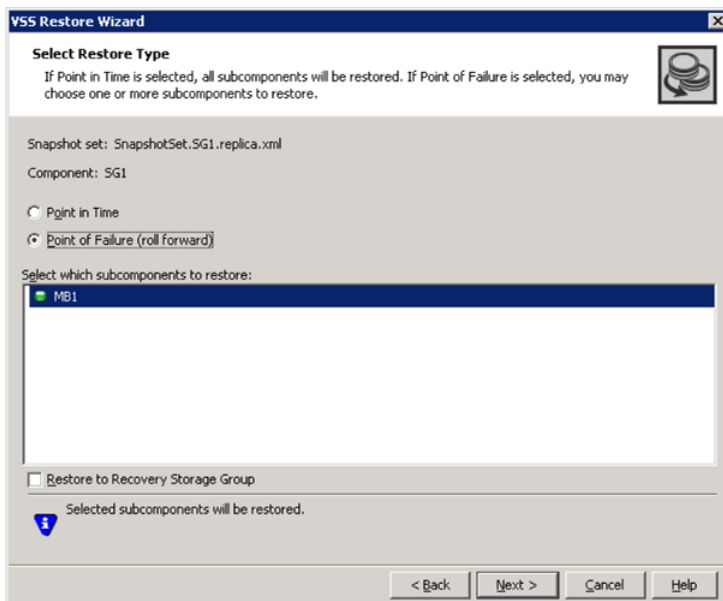 VSS Restore Wizard
Select Restore Type
If Point in Time is selected, all subcomponents will be restored. If Point of Failure is selected, you may
choose one or more subcomponents to restore.
Snapshot set: SnapshotSet.SG1.replica.xml
Component: SG1
Point in Time
Point of Failure (roll forward)
Select which subcomponents to restore:
MB1
Restore to Recovery Storage Group
Selected subcomponents will be restored.
< Back
Next >
Cancel
Help